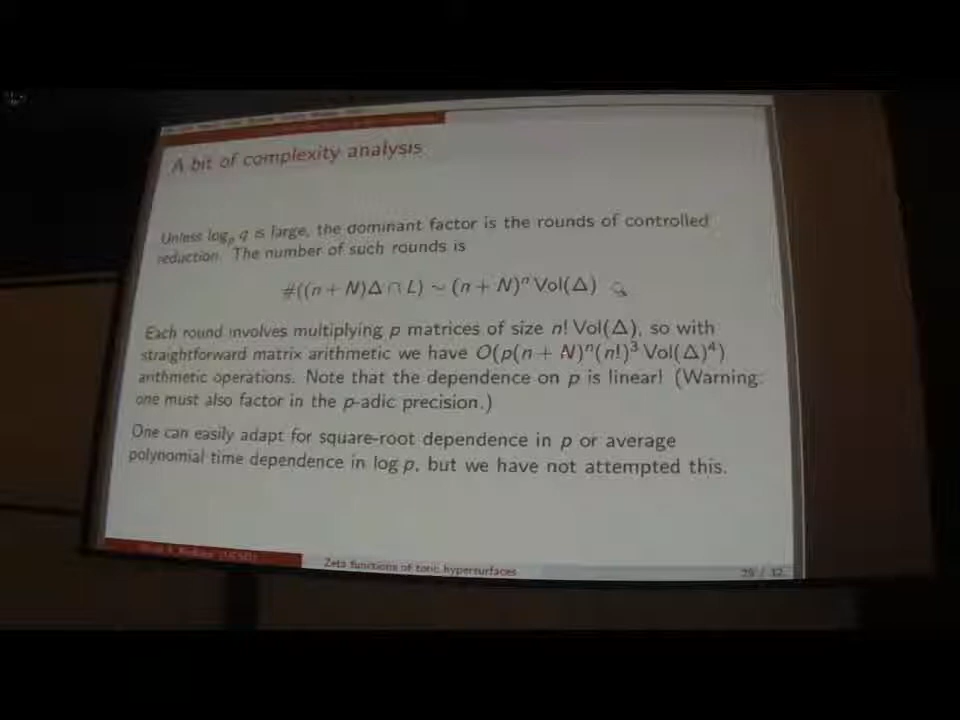 A bit of complexity analysis
Unless log_p q is large, the dominant factor is the rounds of controlled
reduction. The number of such rounds is
#((n + N)Δ ∩ L) ~ (n + N)^n Vol(Δ)
Each round involves multiplying p matrices of size n! Vol(Δ), so with
straightforward matrix arithmetic we have O(p(n + N)^n(n!)^3 Vol(Δ)^4)
arithmetic operations. Note that the dependence on p is linear! (Warning:
one must also factor in the p-adic precision.)
One can easily adapt for square-root dependence in p or average
polynomial time dependence in log p, but we have not attempted this.
Zeta functions of toric hypersurfaces
29 / 32